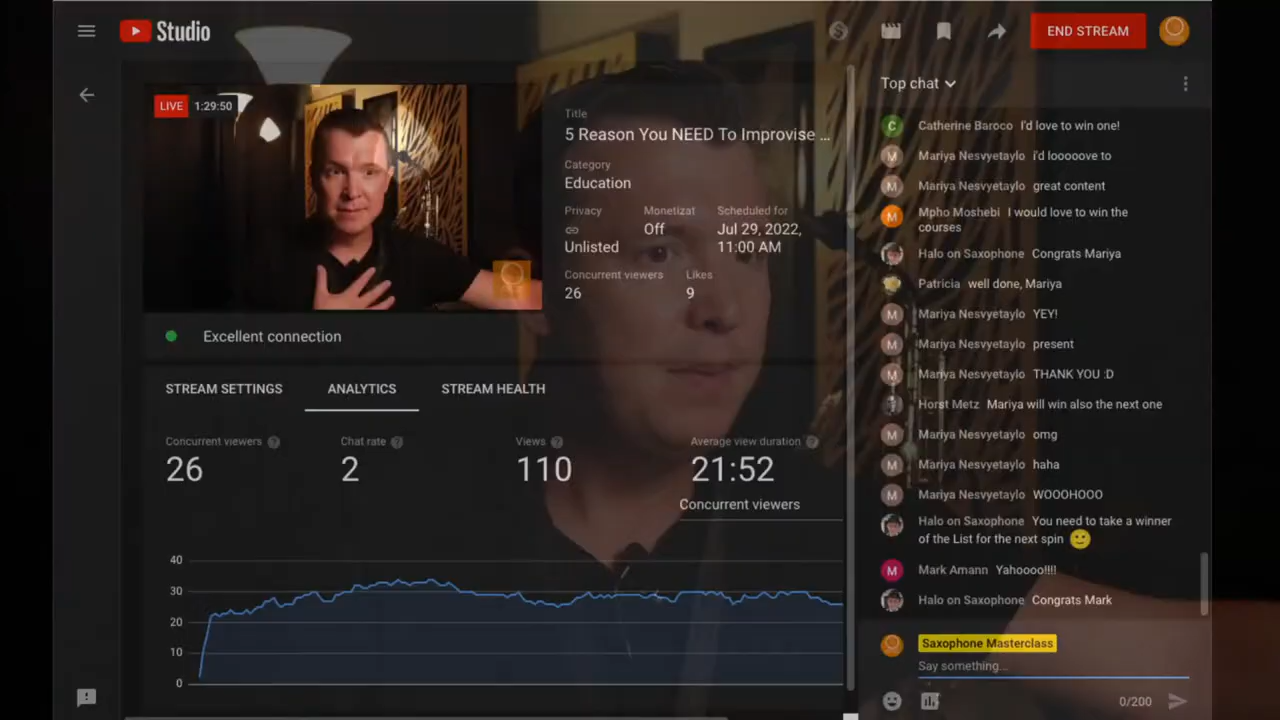 Studio
END STREAM
LIVE 1:29:50
Title
5 Reason You NEED To Improvise ...
Category
Education
Privacy
Unlisted
Monetizat
Off
Scheduled for
Jul 29, 2022,
11:00 AM
Concurrent viewers
26
Likes
9
Excellent connection
STREAM SETTINGS
ANALYTICS
STREAM HEALTH
Concurrent viewers
26
Chat rate
2
Views
110
Average view duration
21:52
Concurrent viewers
40
30
20
10
0
Top chat
C Catherine Baroco I'd love to win one!
M Mariya Nesvyetaylo i'd looooove to
M Mariya Nesvyetaylo great content
M Mpho Moshebi I would love to win the
courses
Halo on Saxophone Congrats Mariya
Patricia well done, Mariya
M Mariya Nesvyetaylo YEY!
M Mariya Nesvyetaylo present
M Mariya Nesvyetaylo THANK YOU :D
Horst Metz Mariya will win also the next one
M Mariya Nesvyetaylo omg
M Mariya Nesvyetaylo haha
M Mariya Nesvyetaylo WOOOHOOO
Halo on Saxophone You need to take a winner
of the List for the next spin 🙂
M Mark Amann Yahoooo!!!!
Halo on Saxophone Congrats Mark
Saxophone Masterclass
Say something...
0/200